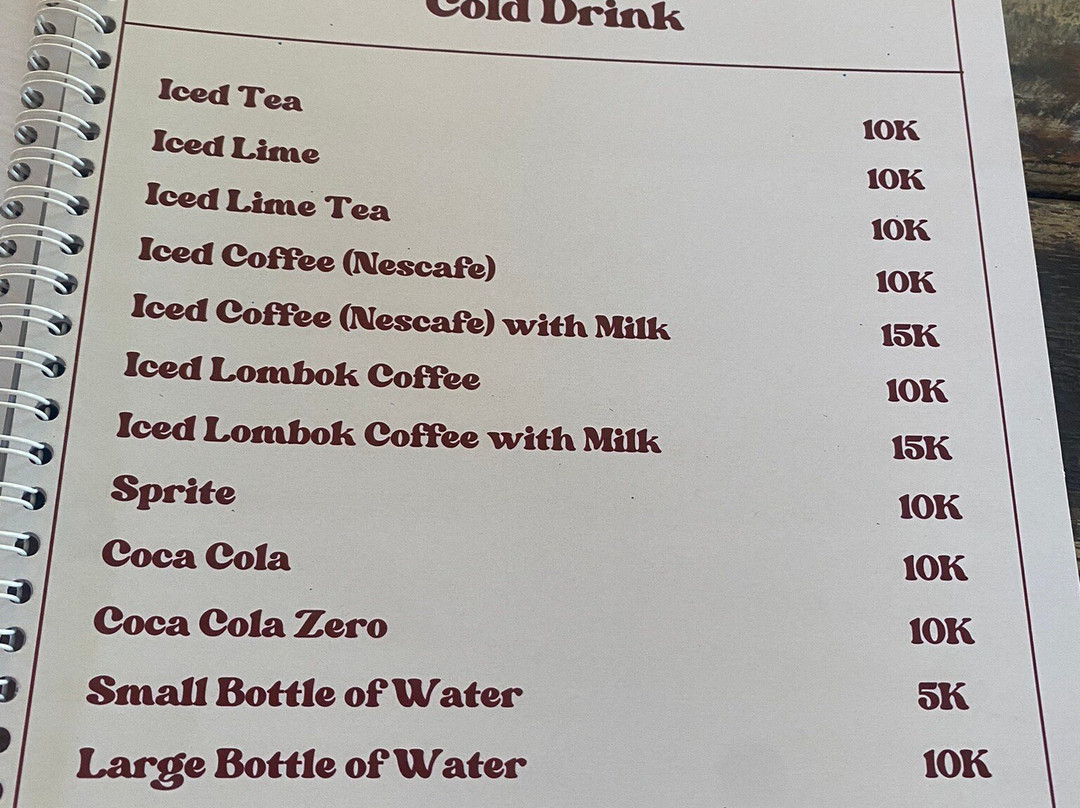 Cold Drink
Iced Tea 10K
Iced Lime 10K
Iced Lime Tea 10K
Iced Coffee (Nescafe) 10K
Iced Coffee (Nescafe) with Milk 15K
Iced Lombok Coffee 10K
Iced Lombok Coffee with Milk 15K
Sprite 10K
Coca Cola 10K
Coca Cola Zero 10K
Small Bottle of Water 5K
Large Bottle of Water 10K